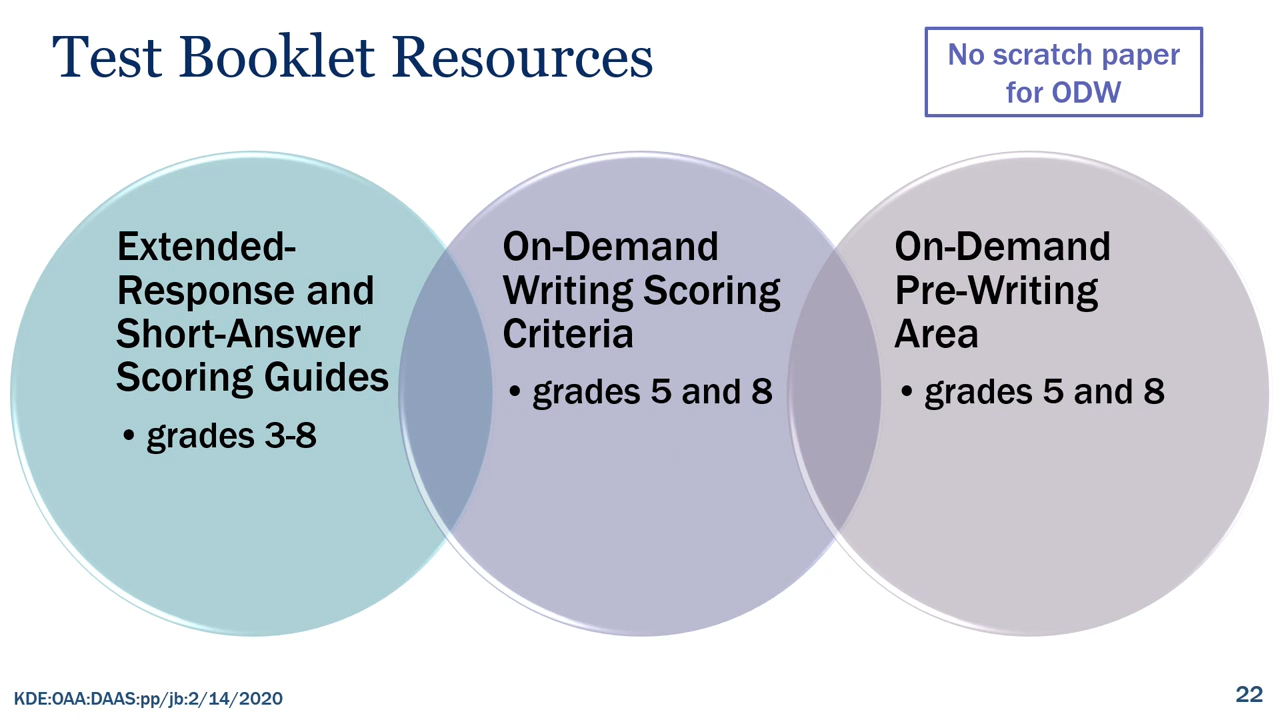 Test Booklet Resources
No scratch paper
for ODW
Extended-
Response and
Short-Answer
Scoring Guides
• grades 3-8
On-Demand
Writing Scoring
Criteria
• grades 5 and 8
On-Demand
Pre-Writing
Area
• grades 5 and 8
KDE:OAA:DAAS:pp/jb:2/14/2020
22